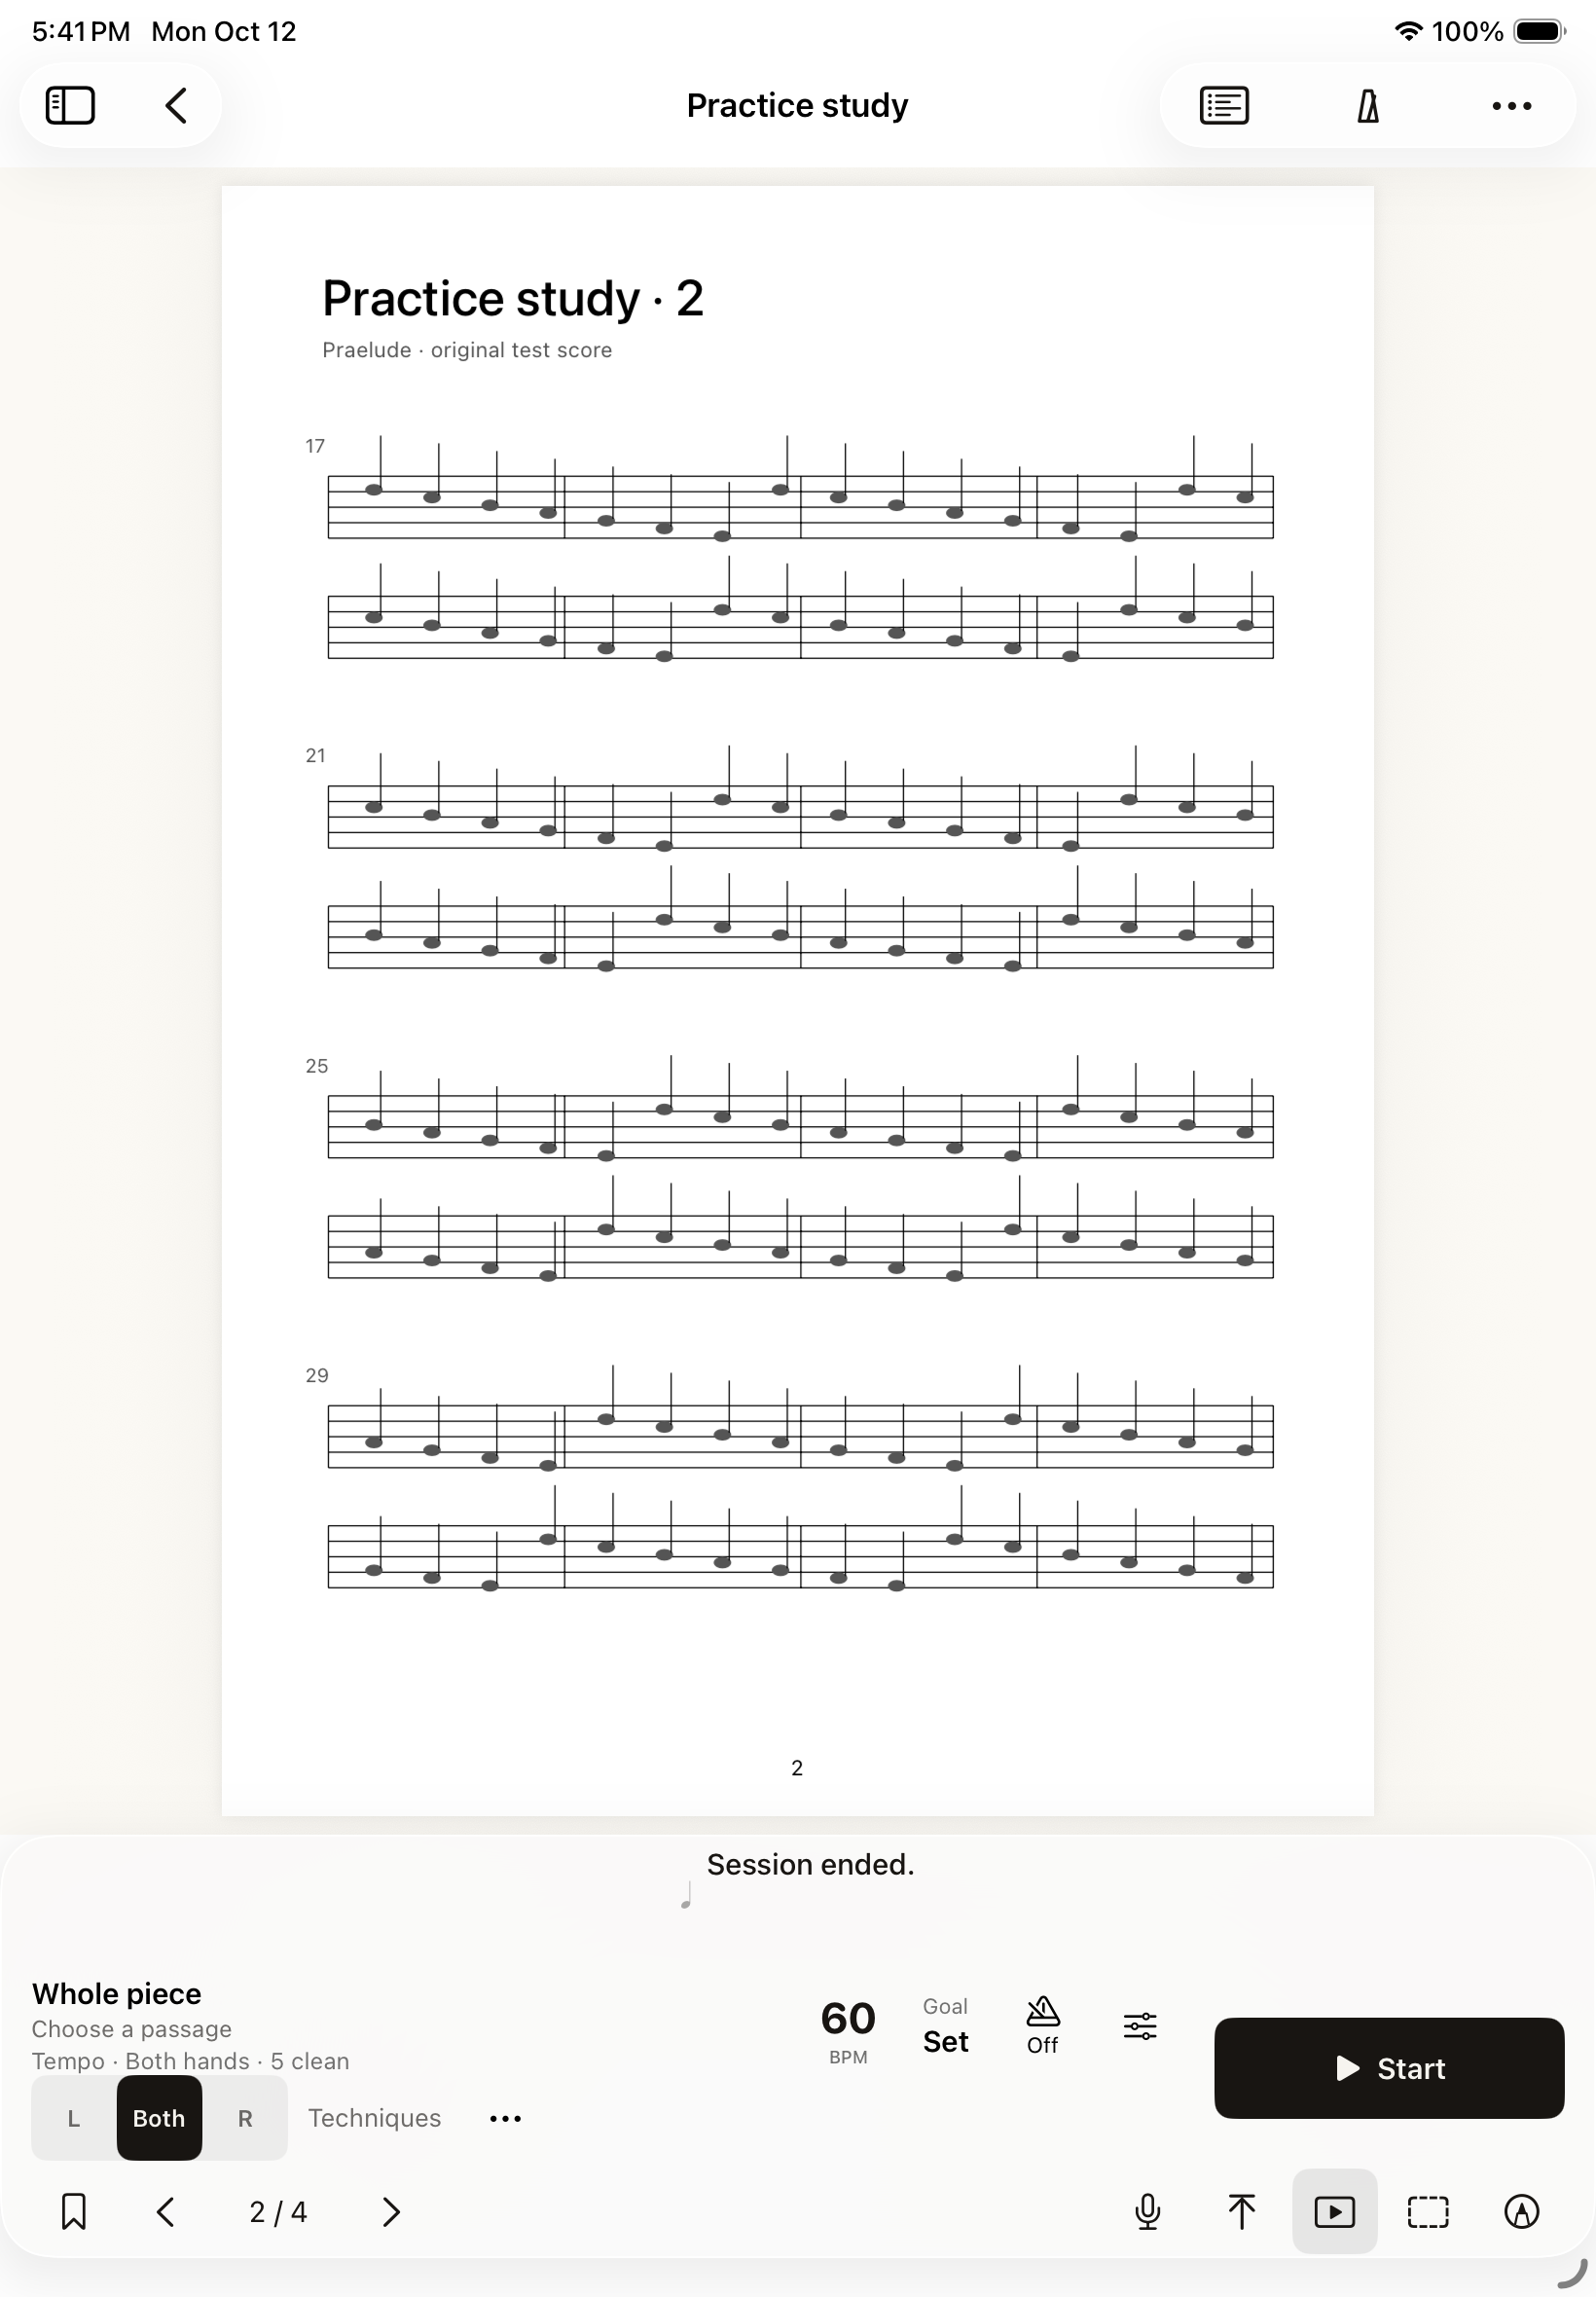 5:41 PM Mon Oct 12
100%
Practice study
Practice study · 2
Praelude · original test score
17
21
25
29
2
Session ended.
Whole piece
Choose a passage
Tempo · Both hands · 5 clean
60
BPM
Goal
Set
Off
Start
L Both R Techniques
2 / 4